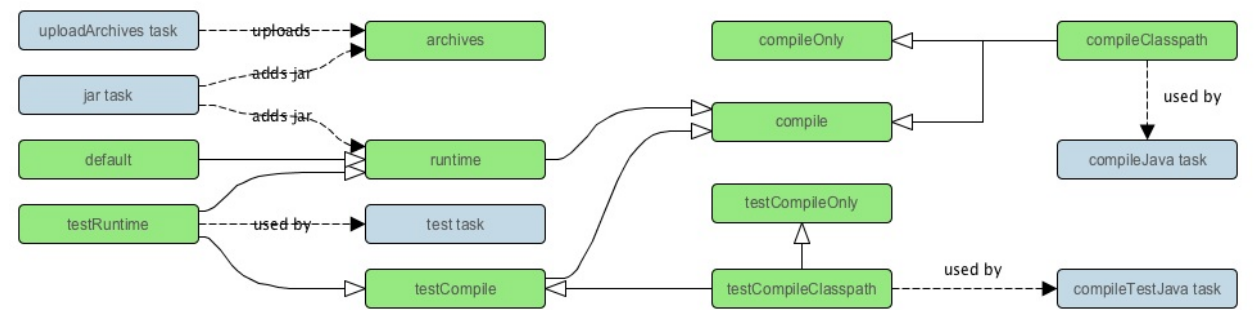 uploadArchives task
uploads
archives
compileOnly
compileClasspath
jar task
adds jar
adds jar
used by
compile
default
runtime
compileJava task
testRuntime
used by
test task
testCompileOnly
testCompile
testCompileClasspath
used by
compileTestJava task